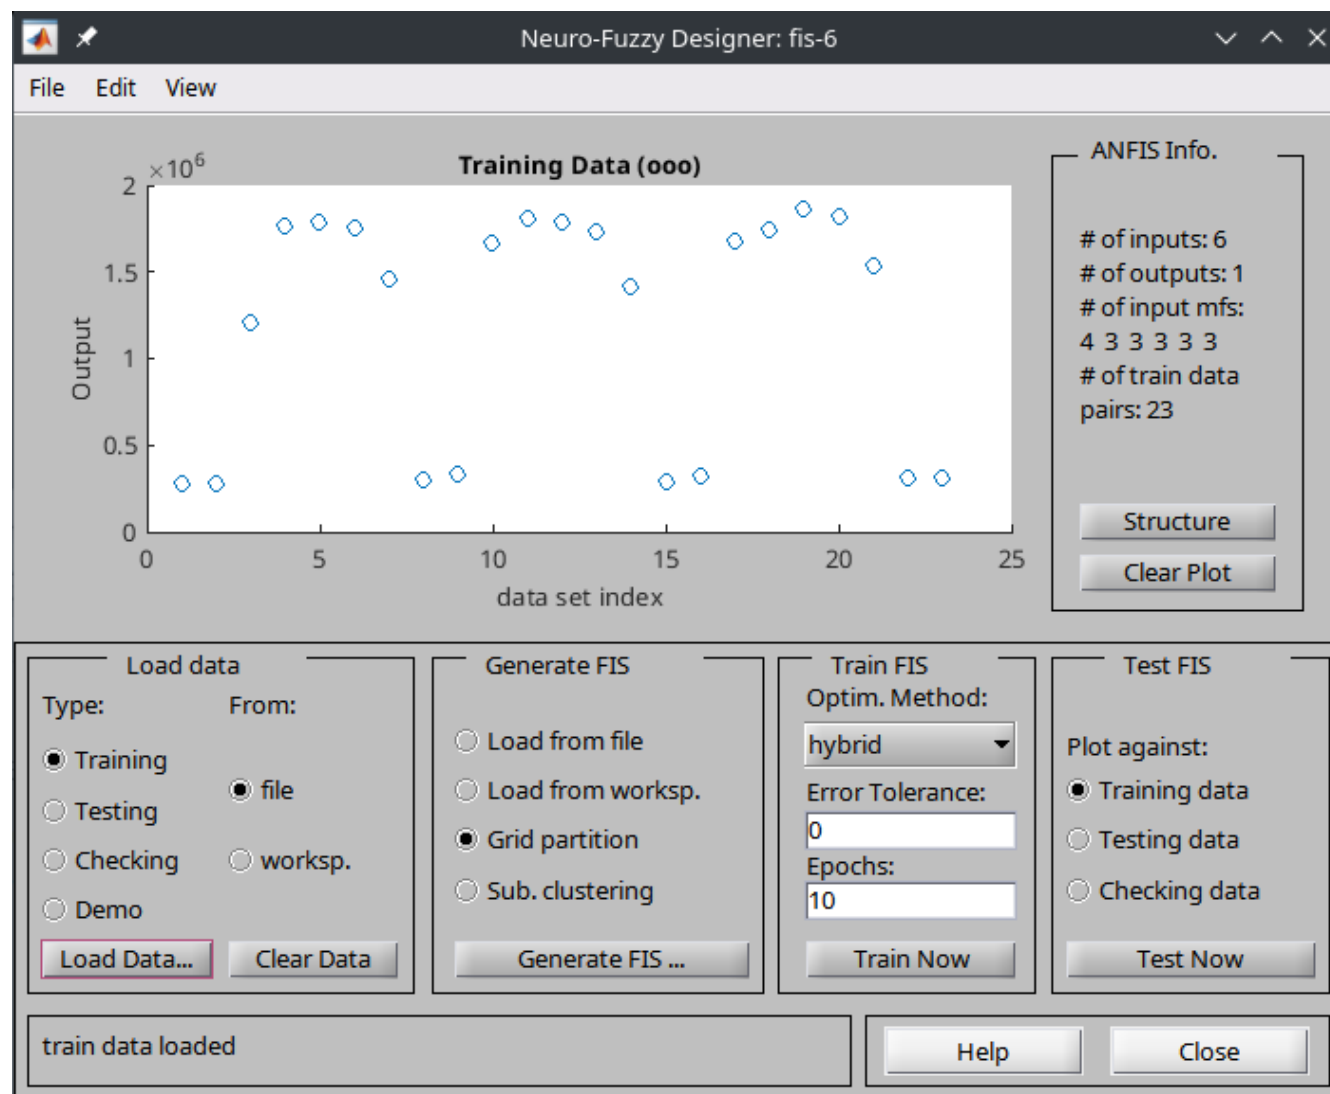 Neuro-Fuzzy Designer: fis-6
File Edit View
×10⁶
Training Data (ooo)
2
1.5
1
0.5
0
Output
0 5 10 15 20 25
data set index
ANFIS Info.
# of inputs: 6
# of outputs: 1
# of input mfs:
4 3 3 3 3 3
# of train data
pairs: 23
Structure
Clear Plot
Load data
Type: From:
Training
file
Testing
Checking
worksp.
Demo
Load Data... Clear Data
Generate FIS
Load from file
Load from worksp.
Grid partition
Sub. clustering
Generate FIS ...
Train FIS
Optim. Method:
hybrid
Error Tolerance:
0
Epochs:
10
Train Now
Test FIS
Plot against:
Training data
Testing data
Checking data
Test Now
train data loaded
Help Close